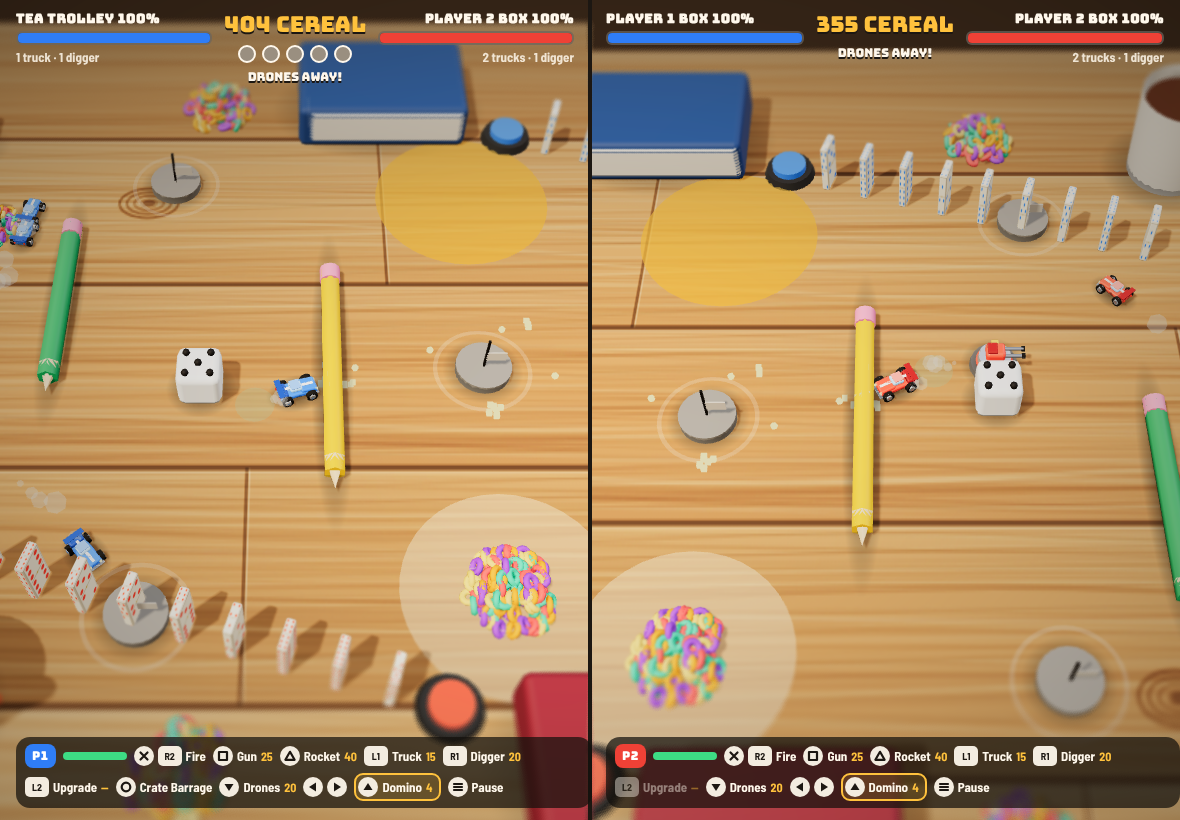 TEA TROLLEY 100%
404 CEREAL
PLAYER 2 BOX 100%
1 truck · 1 digger
2 trucks · 1 digger
DRONES AWAY!
P1
R2 Fire
Gun 25
Rocket 40
L1 Truck 15
R1 Digger 20
L2 Upgrade –
Crate Barrage
Drones 20
Domino 4
Pause
PLAYER 1 BOX 100%
355 CEREAL
PLAYER 2 BOX 100%
DRONES AWAY!
2 trucks · 1 digger
P2
R2 Fire
Gun 25
Rocket 40
L1 Truck 15
R1 Digger 20
L2 Upgrade –
Drones 20
Domino 4
Pause